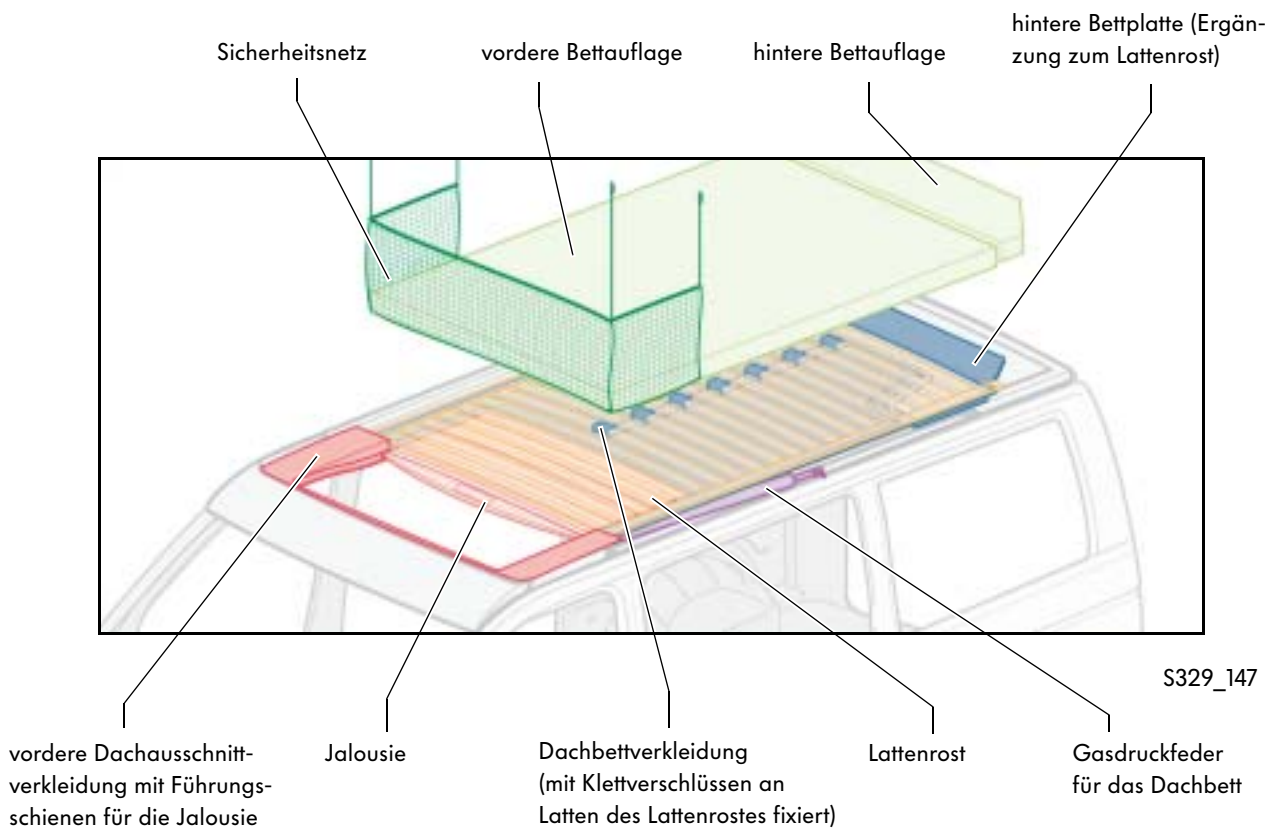 Sicherheitsnetz
vordere Bettauflage
hintere Bettauflage
hintere Bettplatte (Ergän-
zung zum Lattenrost)
S329_147
vordere Dachausschnitt-
verkleidung mit Führungs-
schienen für die Jalousie
Jalousie
Dachbettverkleidung
(mit Klettverschlüssen an
Latten des Lattenrostes fixiert)
Lattenrost
Gasdruckfeder
für das Dachbett